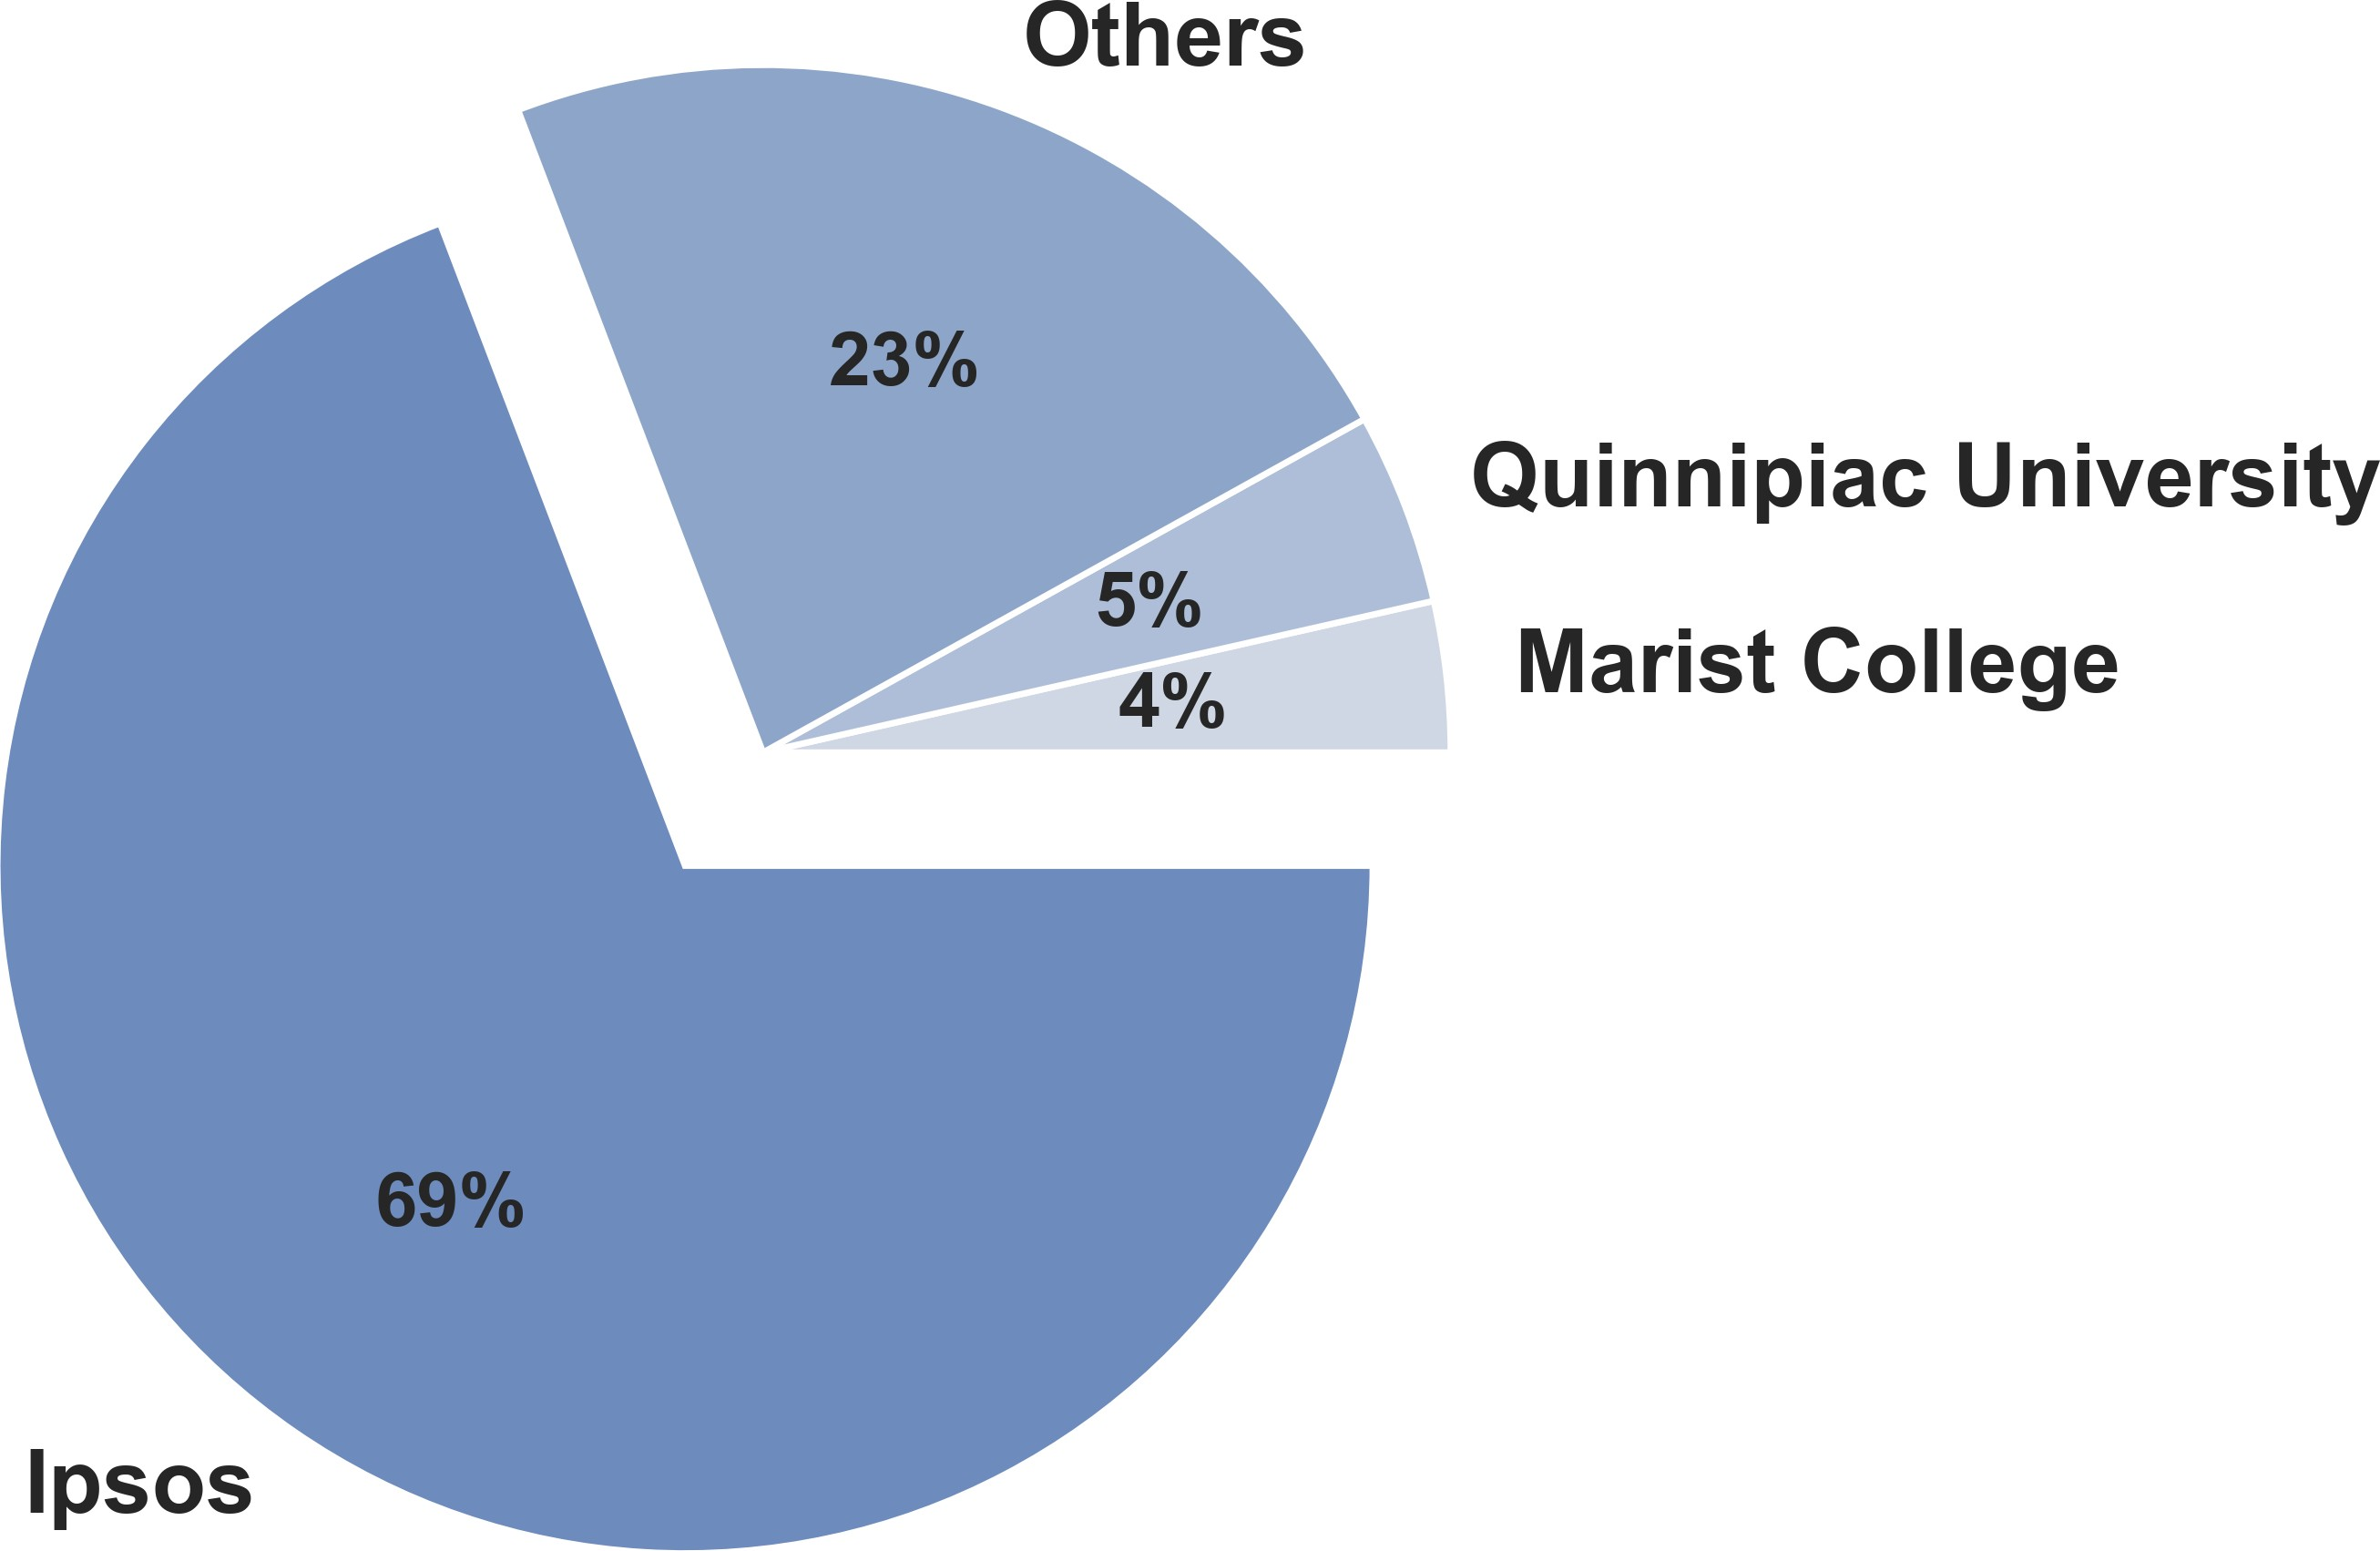 Others
23%
Quinnipiac University
5%
Marist College
4%
69%
Ipsos